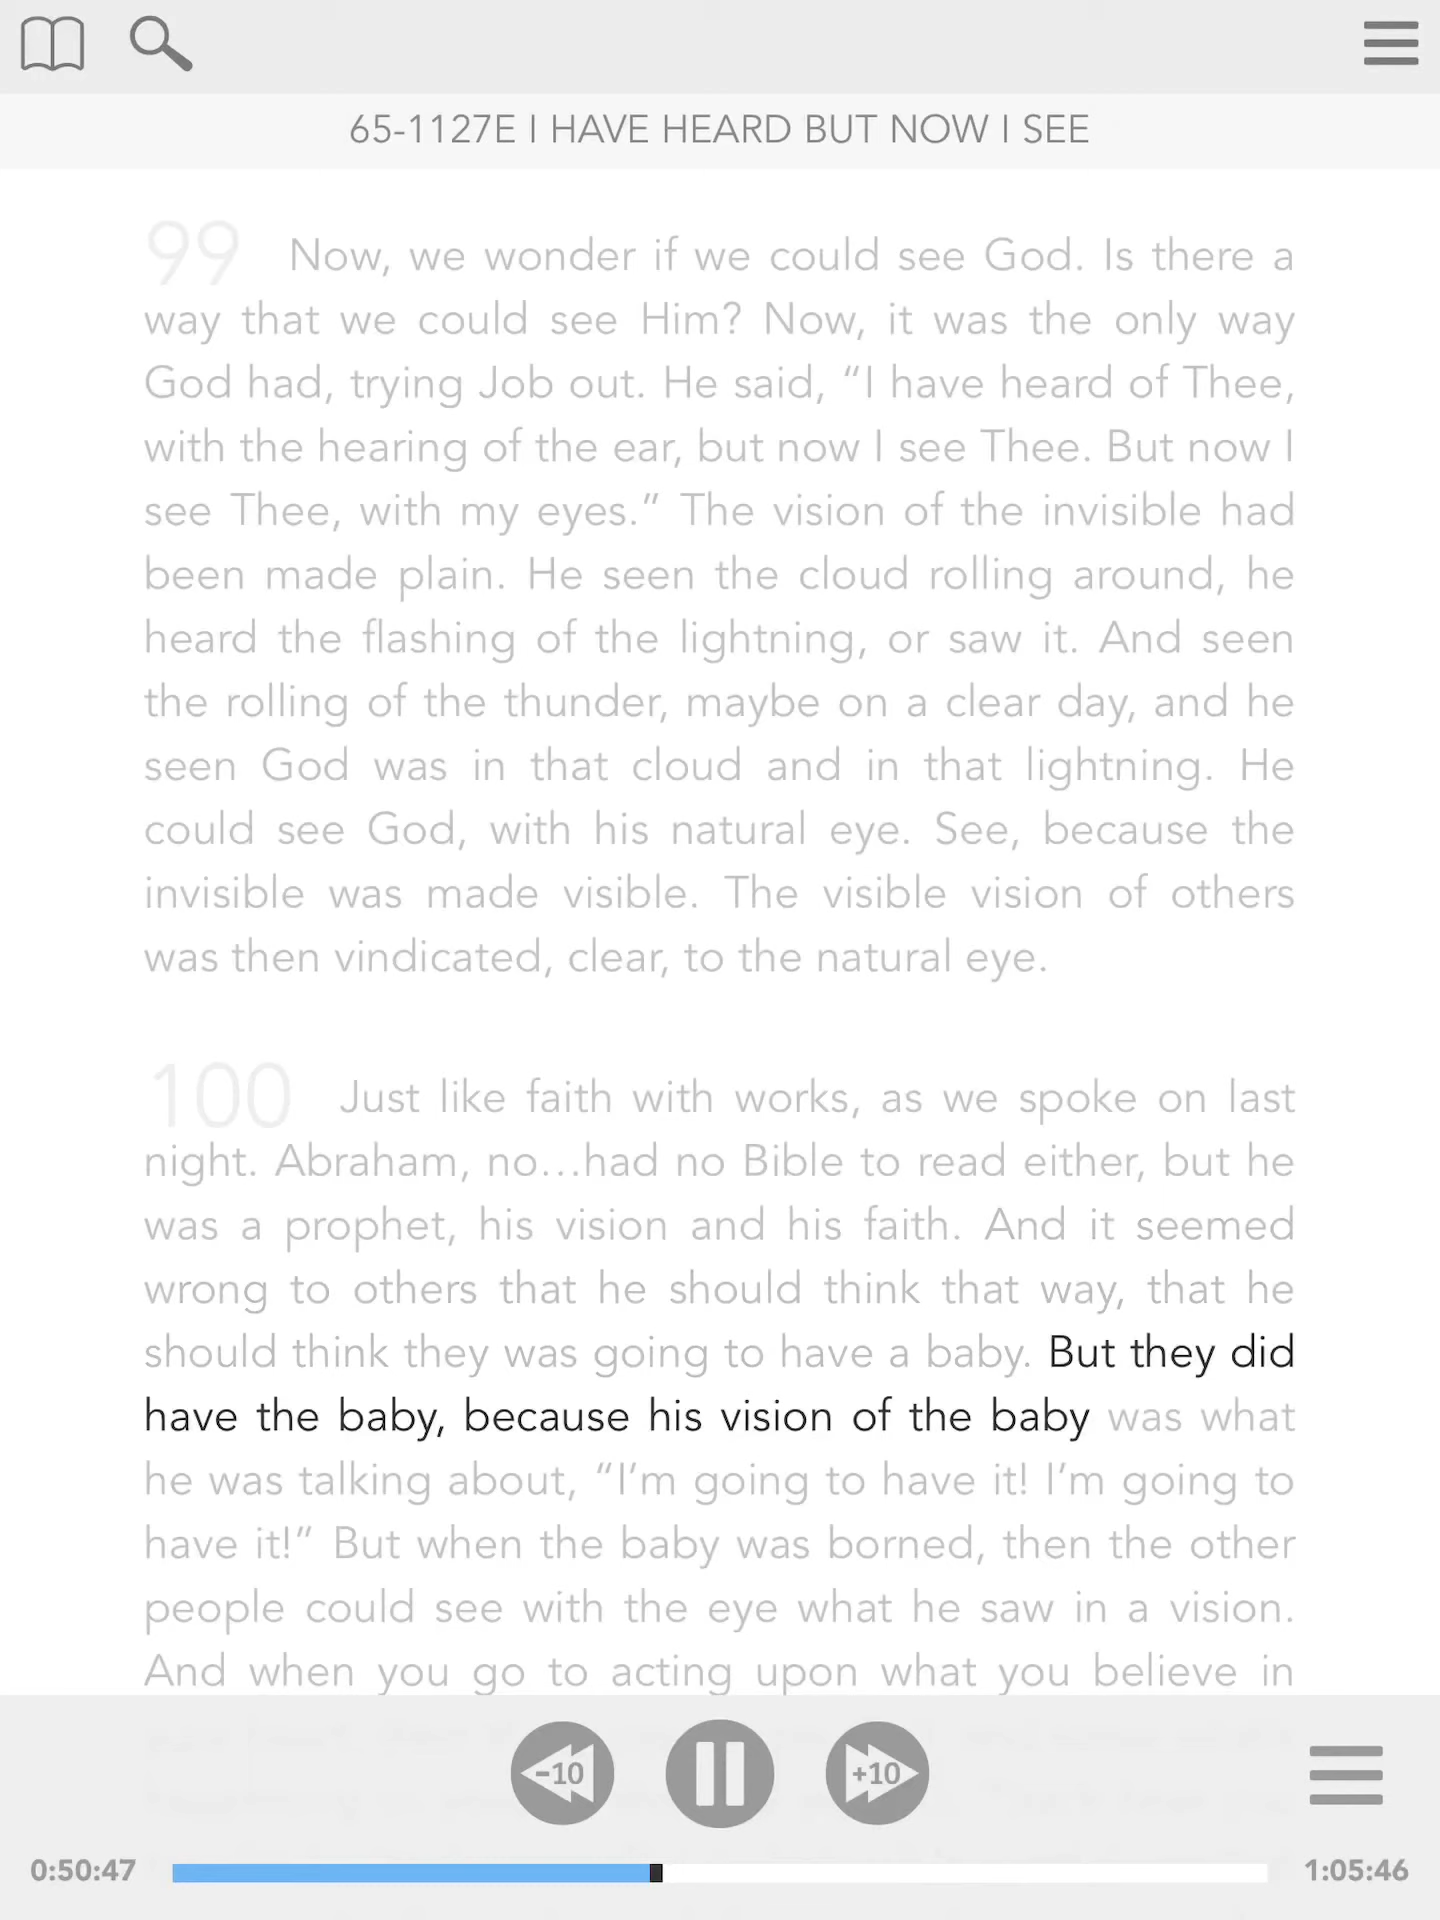 65-1127E I HAVE HEARD BUT NOW I SEE
99 Now, we wonder if we could see God. Is there a
way that we could see Him? Now, it was the only way
God had, trying Job out. He said, “I have heard of Thee,
with the hearing of the ear, but now I see Thee. But now I
see Thee, with my eyes.” The vision of the invisible had
been made plain. He seen the cloud rolling around, he
heard the flashing of the lightning, or saw it. And seen
the rolling of the thunder, maybe on a clear day, and he
seen God was in that cloud and in that lightning. He
could see God, with his natural eye. See, because the
invisible was made visible. The visible vision of others
was then vindicated, clear, to the natural eye.
100 Just like faith with works, as we spoke on last
night. Abraham, no…had no Bible to read either, but he
was a prophet, his vision and his faith. And it seemed
wrong to others that he should think that way, that he
should think they was going to have a baby. But they did
have the baby, because his vision of the baby was what
he was talking about, “I’m going to have it! I’m going to
have it!” But when the baby was borned, then the other
people could see with the eye what he saw in a vision.
And when you go to acting upon what you believe in
-10 +10
0:50:47 1:05:46